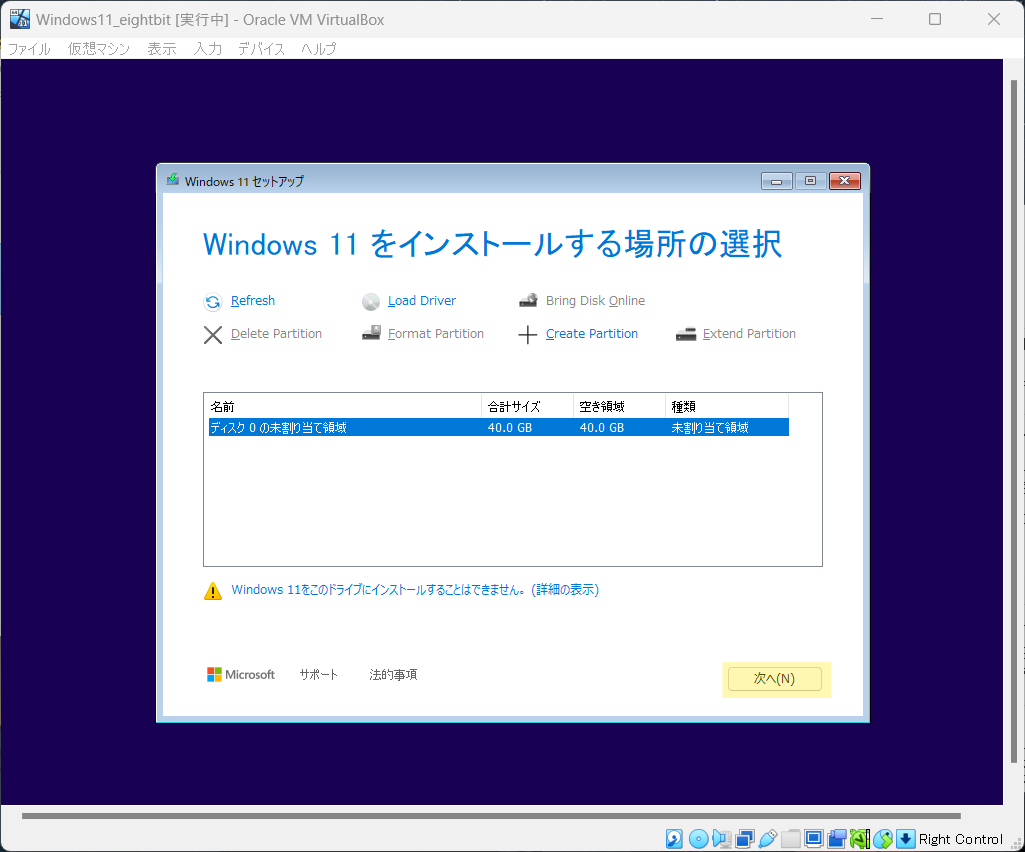 Windows11_eightbit [実行中] - Oracle VM VirtualBox
ファイル 仮想マシン 表示 入力 デバイス ヘルプ
Windows 11 セットアップ
Windows 11 をインストールする場所の選択
Refresh Load Driver Bring Disk Online
Delete Partition Format Partition Create Partition Extend Partition
名前 合計サイズ 空き領域 種類
ディスク 0 の未割り当て領域 40.0 GB 40.0 GB 未割り当て領域
Windows 11をこのドライブにインストールすることはできません。(詳細の表示)
Microsoft サポート 法的事項 次へ(N)
Right Control